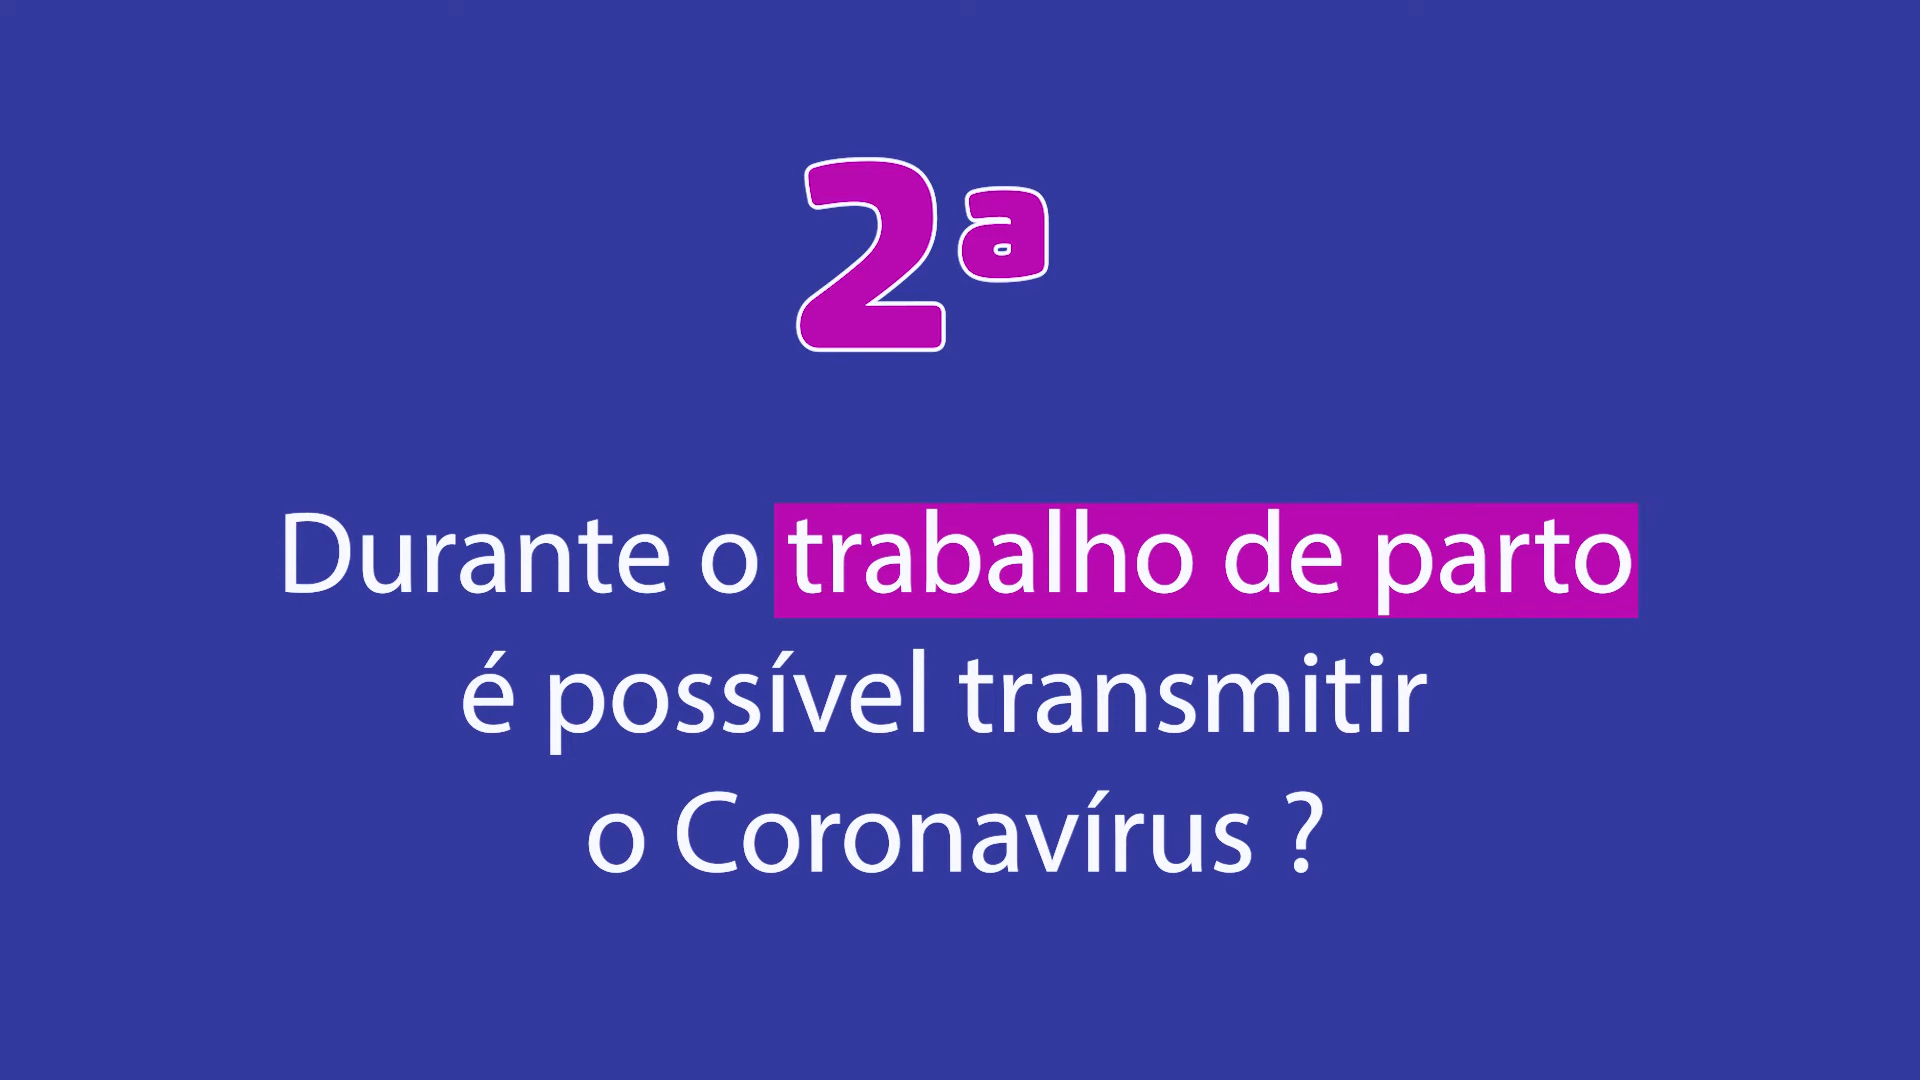 2ª
Durante o trabalho de parto
é possível transmitir
o Coronavírus ?